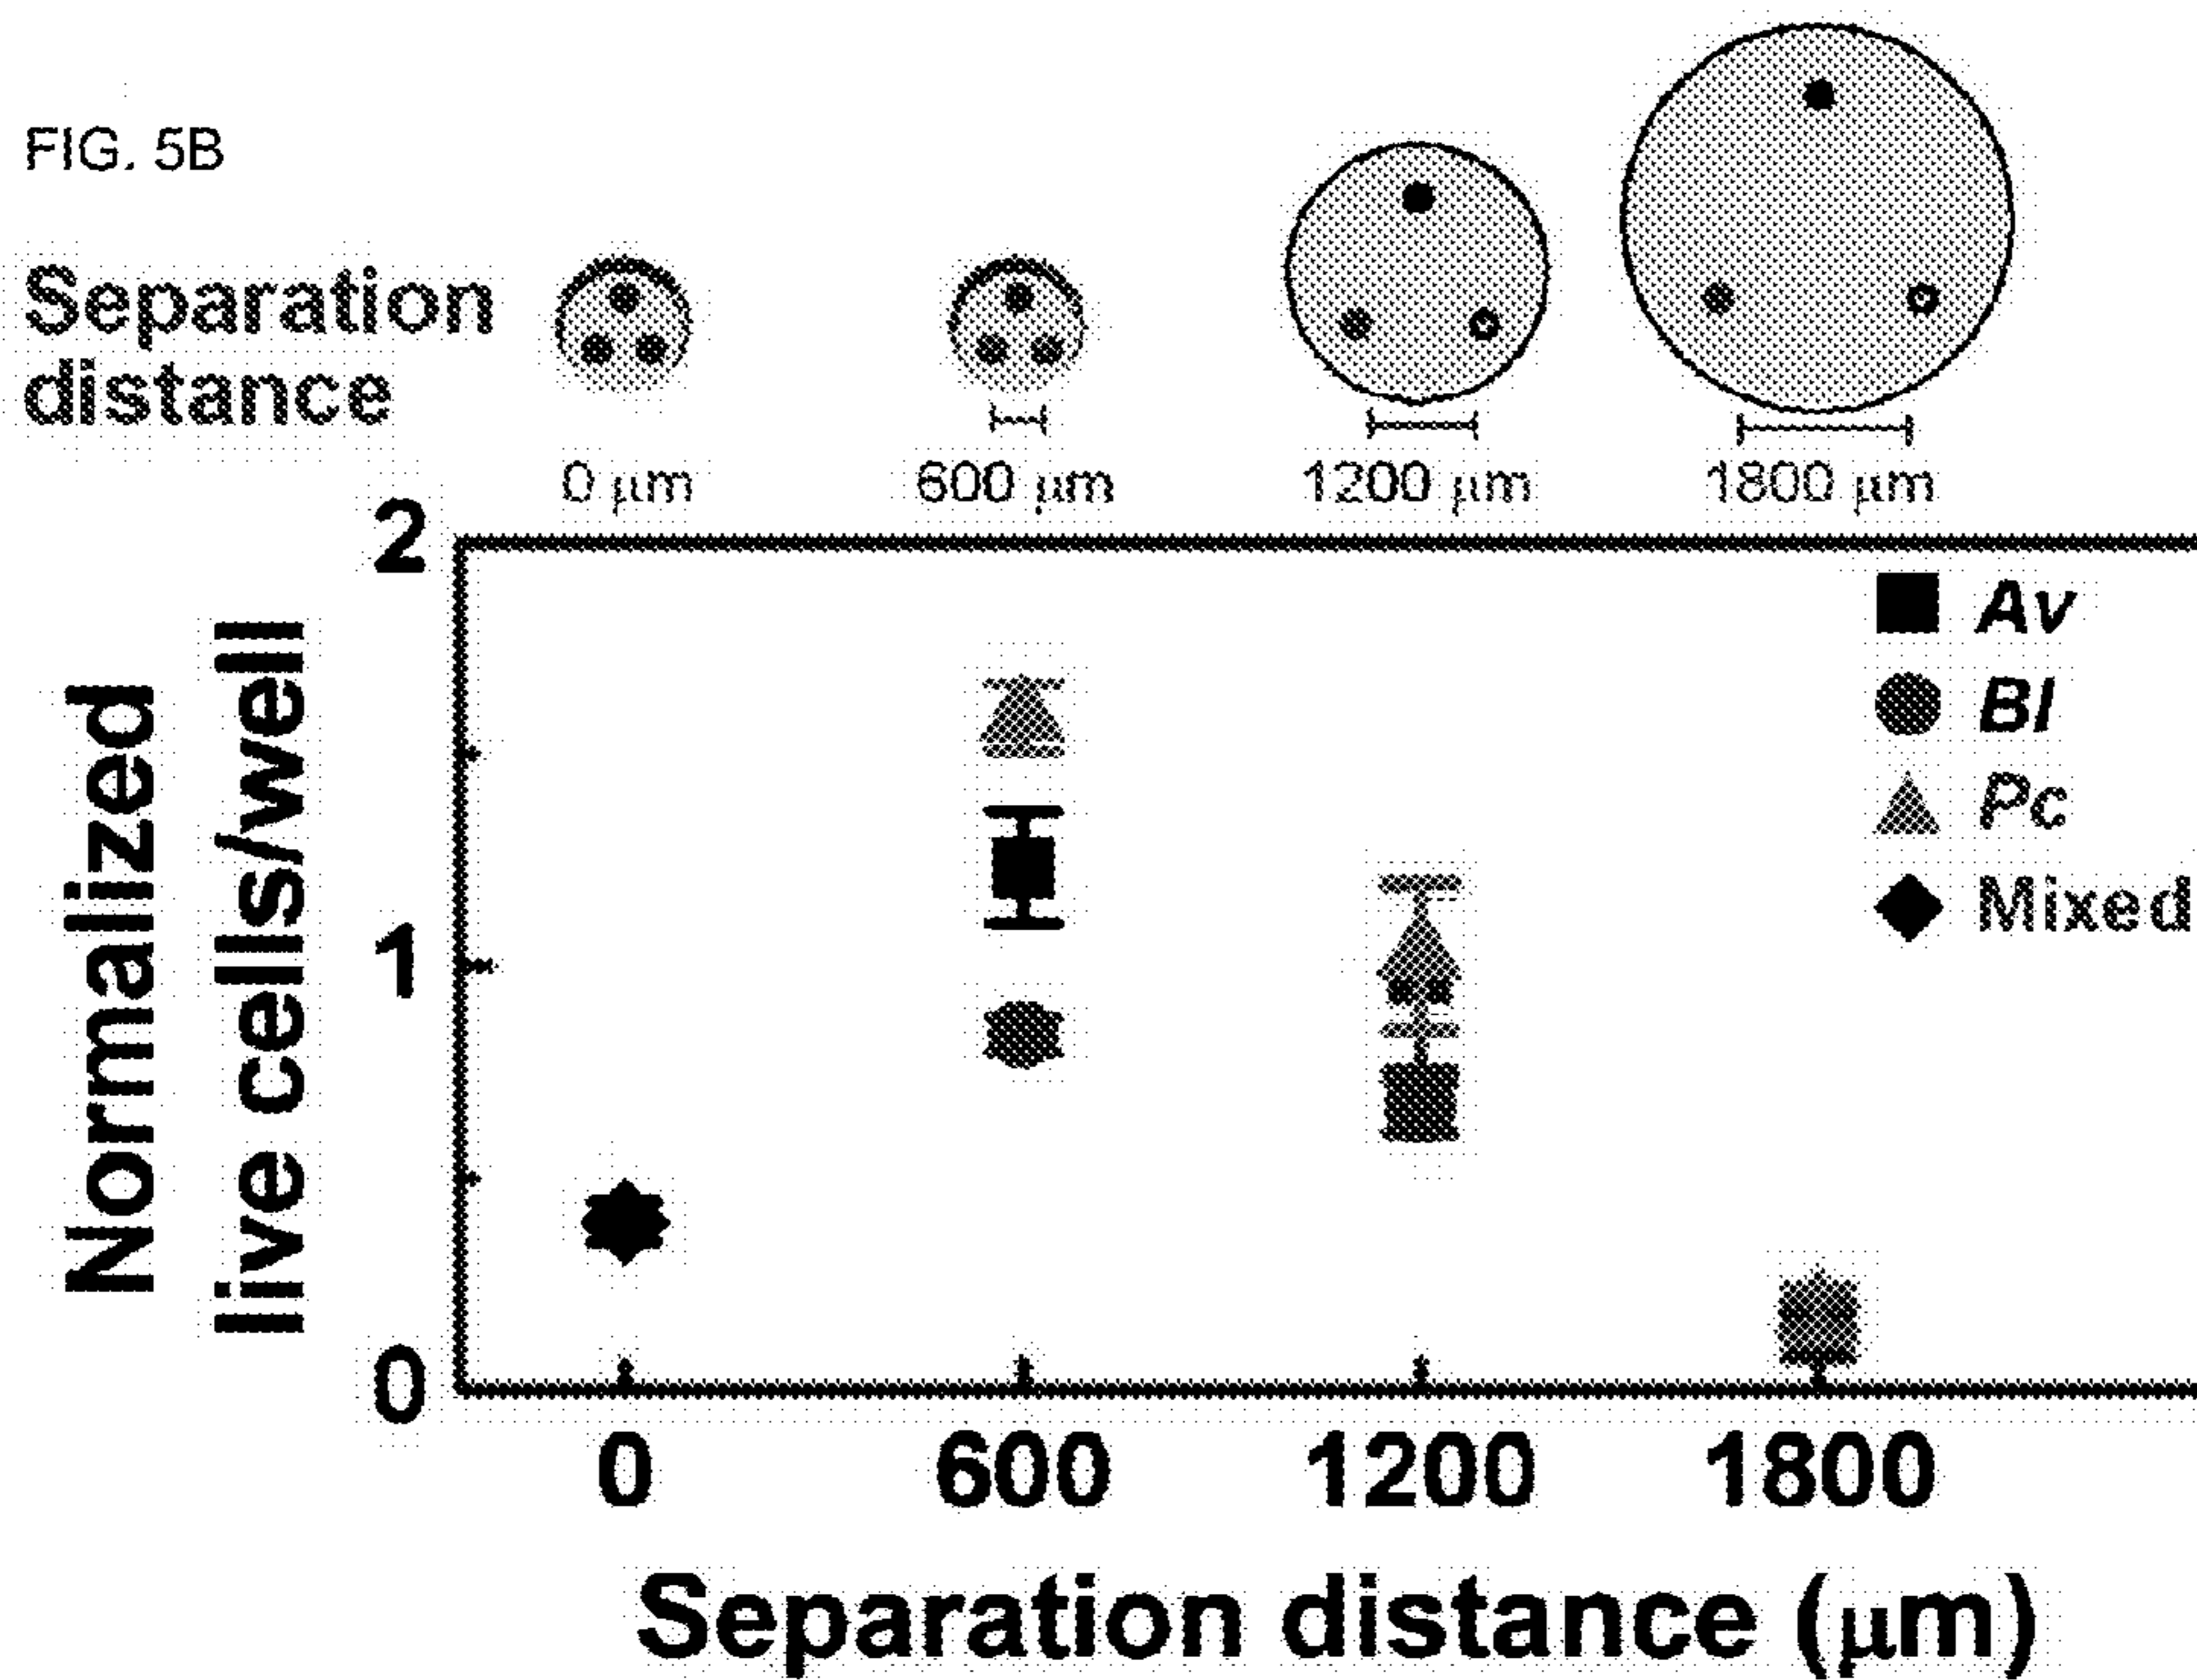 FIG. 5B
Separation
distance
0 µm
600 µm
1200 µm
1800 µm
2
1
0
Normalized
live cells/well
Av
Bl
Pc
Mixed
0
600
1200
1800
Separation distance (µm)